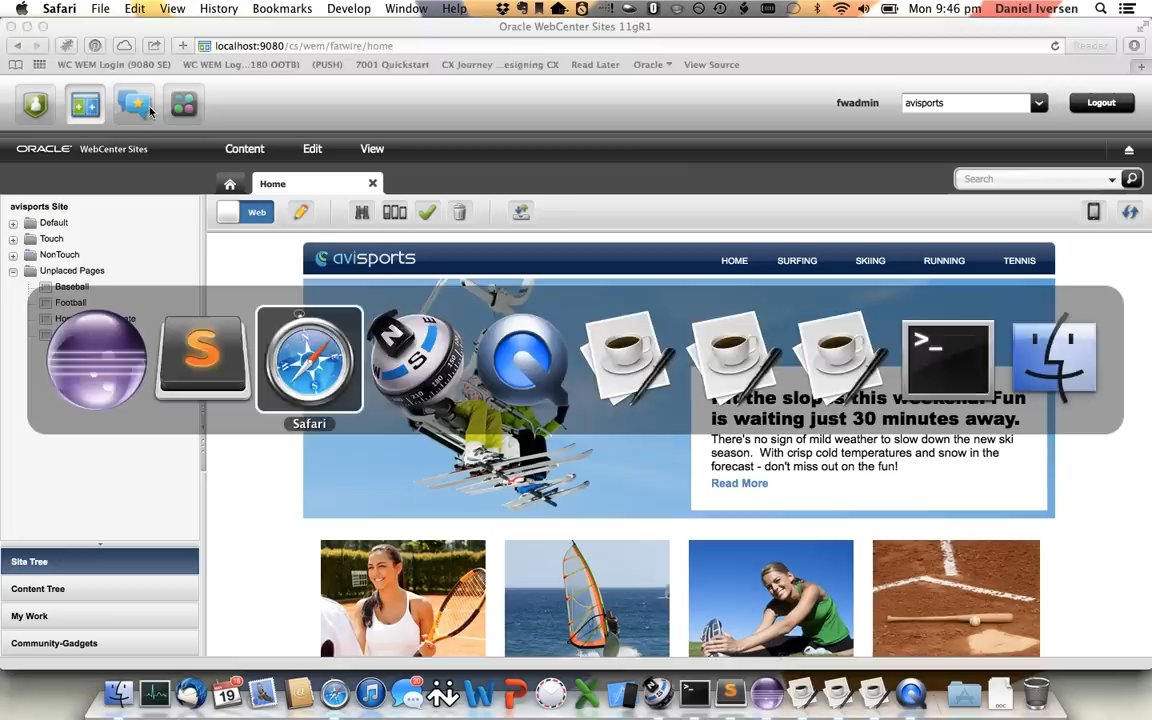 Safari File Edit View History Bookmarks Develop Window Help Mon 9:46 pm Daniel Iversen
Oracle WebCenter Sites 11gR1
localhost:9080/cs/wem/fatwire/home
Reader
WC WEM Login (9080 SE) WC WEM Log...180 OOTB) (PUSH) 7001 Quickstart CX Journey ...esigning CX Read Later Oracle View Source
fwadmin avisports Logout
ORACLE WebCenter Sites Content Edit View
Home Search
avisports Site
Default
Touch
NonTouch
Unplaced Pages
Baseball
Football
Web
avisports HOME SURFING SKIING RUNNING TENNIS
Safari
is waiting just 30 minutes away.
There's no sign of mild weather to slow down the new ski
season. With crisp cold temperatures and snow in the
forecast - don't miss out on the fun!
Read More
Site Tree
Content Tree
My Work
Community-Gadgets